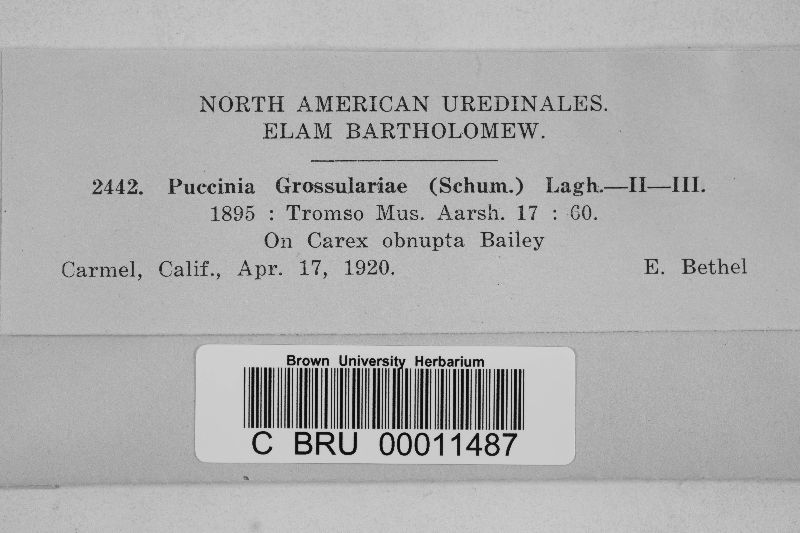 NORTH AMERICAN UREDINALES.
ELAM BARTHOLOMEW.
2442. Puccinia Grossulariae (Schum.) Lagh.—II—III.
1895 : Tromso Mus. Aarsh. 17 : 60.
On Carex obnupta Bailey
Carmel, Calif., Apr. 17, 1920. E. Bethel
Brown University Herbarium
C BRU 00011487